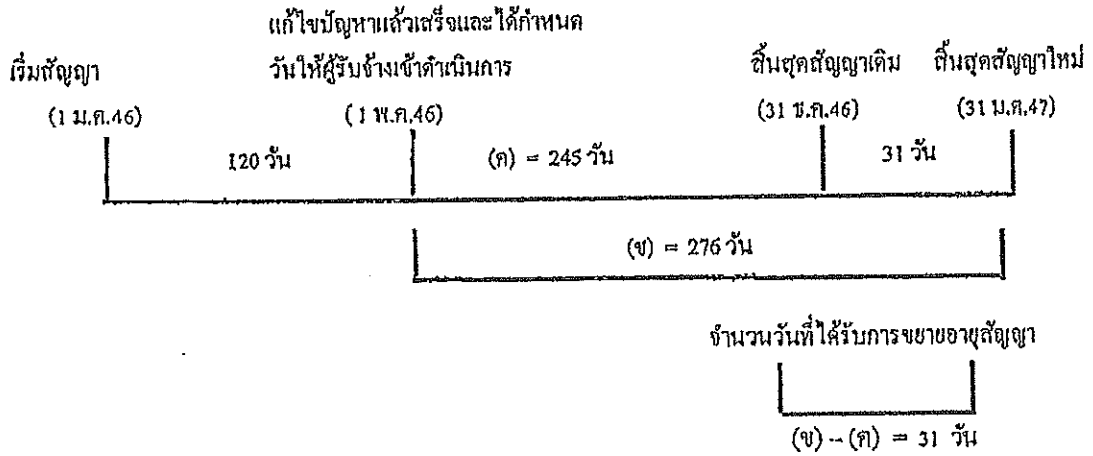 แก้ไขปัญหาแล้วเสร็จและได้กำหนด
เริ่มสัญญา วันให้ผู้รับจ้างเข้าดำเนินการ สิ้นสุดสัญญาเดิม สิ้นสุดสัญญาใหม่
(1 ม.ค.46) (1 พ.ค.46) (31 ธ.ค.46) (31 ม.ค.47)
120 วัน (ค) = 245 วัน 31 วัน
(ข) = 276 วัน
จำนวนวันที่ได้รับการขยายอายุสัญญา
(ข) - (ค) = 31 วัน